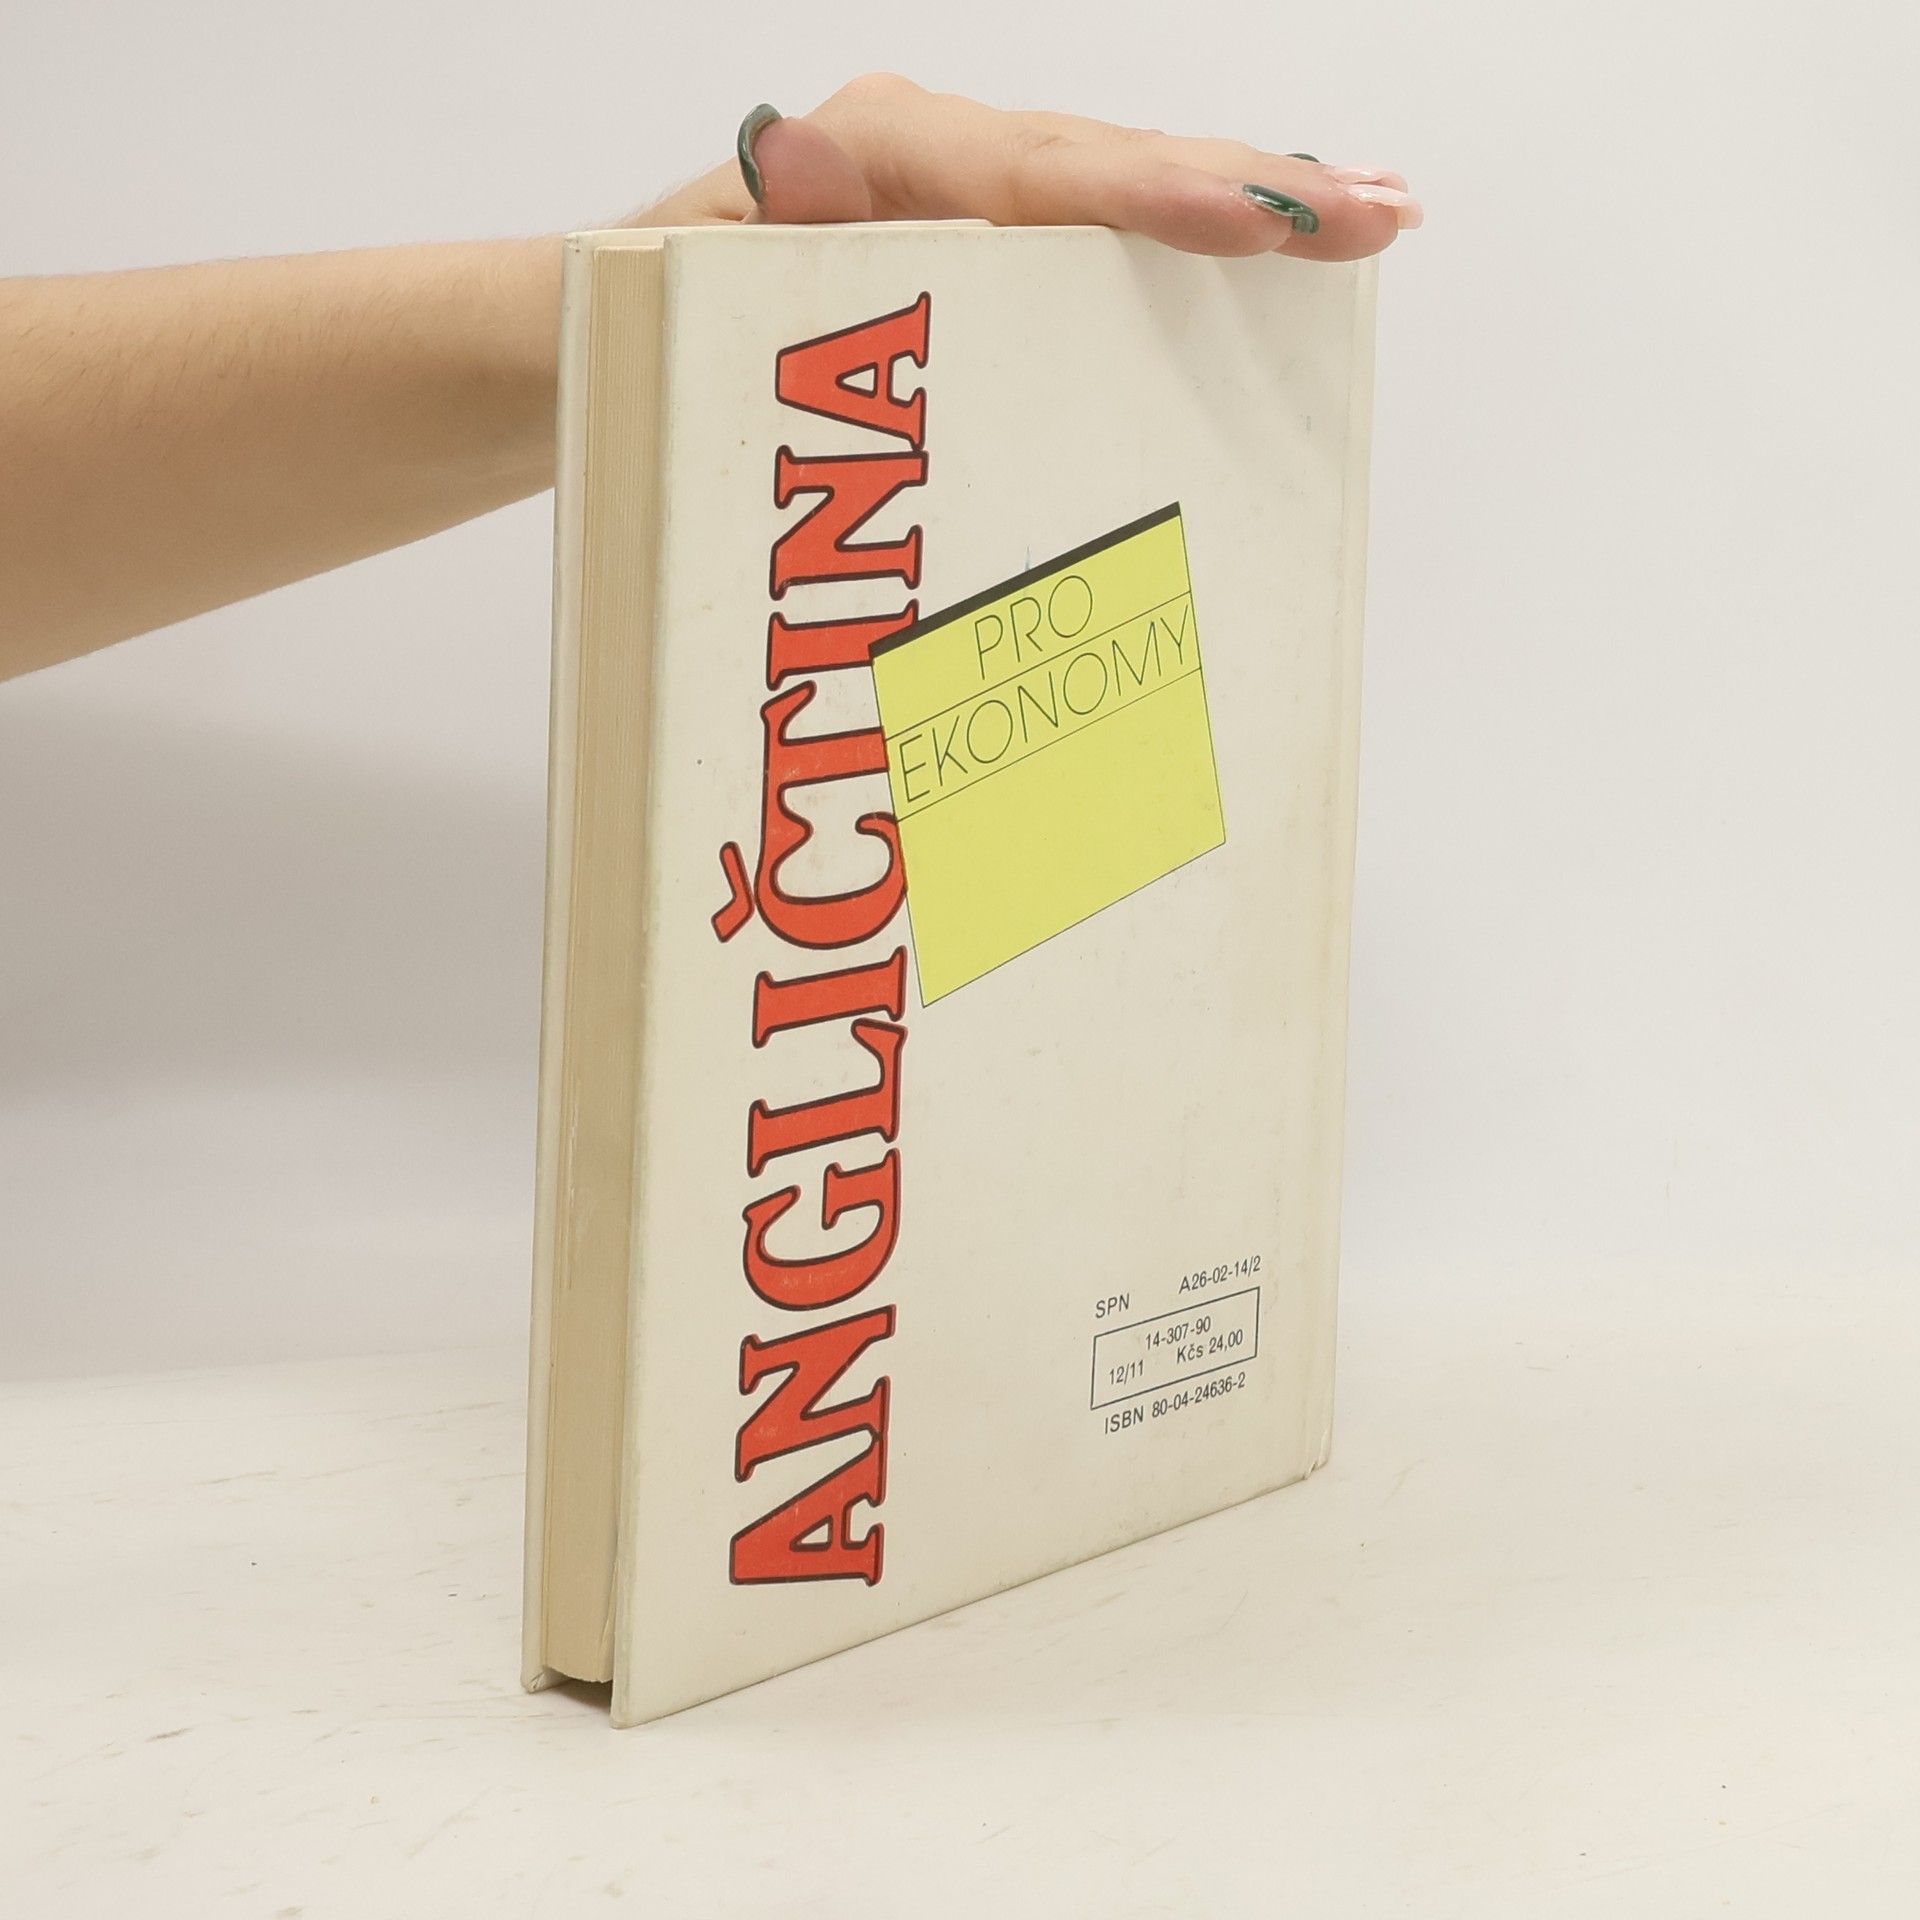 ANGLIČTINA
PRO
EKONOMY
SPN A26-02-14/2
14-307-90
12/11 Kčs 24,00
ISBN 80-04-24636-2